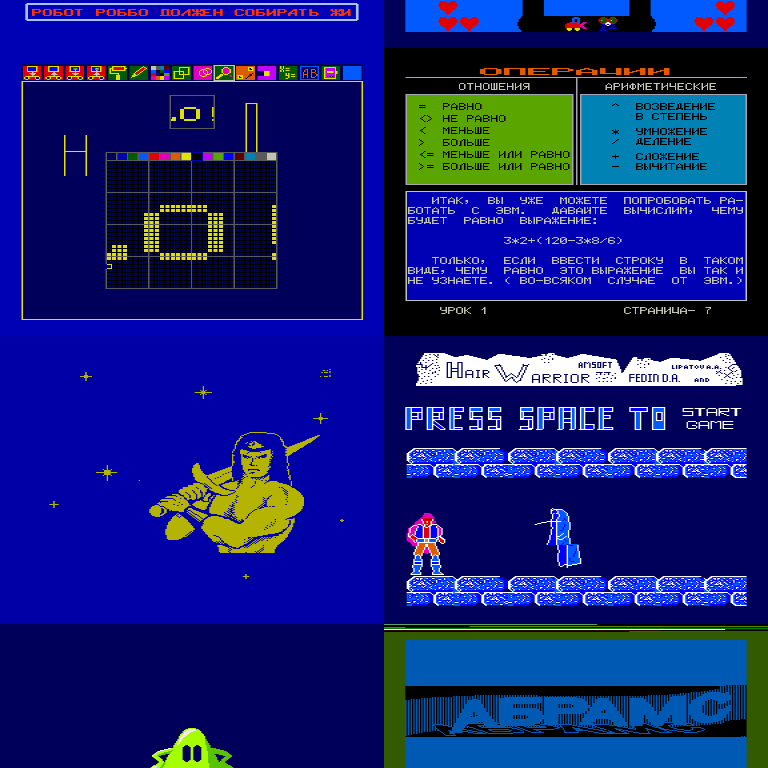 РОБОТ РОББО ДОЛЖЕН СОБИРАТЬ ЖИ
X=
Y=
AB
Н
.О!
О
ОПЕРАЦИИ
ОТНОШЕНИЯ
АРИФМЕТИЧЕСКИЕ
= РАВНО
<> НЕ РАВНО
< МЕНЬШЕ
> БОЛЬШЕ
<= МЕНЬШЕ ИЛИ РАВНО
>= БОЛЬШЕ ИЛИ РАВНО
^ ВОЗВЕДЕНИЕ
В СТЕПЕНЬ
* УМНОЖЕНИЕ
/ ДЕЛЕНИЕ
+ СЛОЖЕНИЕ
- ВЫЧИТАНИЕ
ИТАК, ВЫ УЖЕ МОЖЕТЕ ПОПРОБОВАТЬ РА-
БОТАТЬ С ЭВМ. ДАВАЙТЕ ВЫЧИСЛИМ, ЧЕМУ
БУДЕТ РАВНО ВЫРАЖЕНИЕ:
3*2+(120-3*8/6)
ТОЛЬКО, ЕСЛИ ВВЕСТИ СТРОКУ В ТАКОМ
ВИДЕ, ЧЕМУ РАВНО ЭТО ВЫРАЖЕНИЕ ВЫ ТАК И
НЕ УЗНАЕТЕ. ( ВО-ВСЯКОМ СЛУЧАЕ ОТ ЭВМ.)
УРОК 1
СТРАНИЦА- 7
HAIR WARRIOR
AMSOFT
FEDIN D.A. AND
LIPATOV A.A.
PRESS SPACE TO START
GAME
АБРАМС